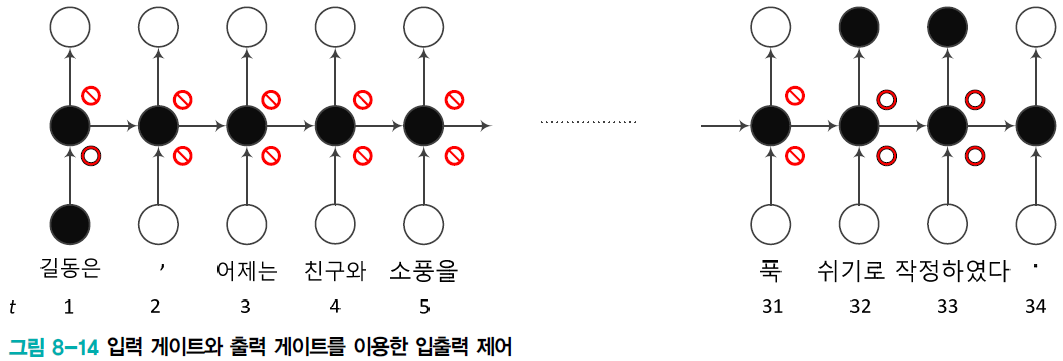 길동은 , 어제는 친구와 소풍을 푹 쉬기로 작정하였다 .
t 1 2 3 4 5 31 32 33 34
그림 8-14 입력 게이트와 출력 게이트를 이용한 입출력 제어